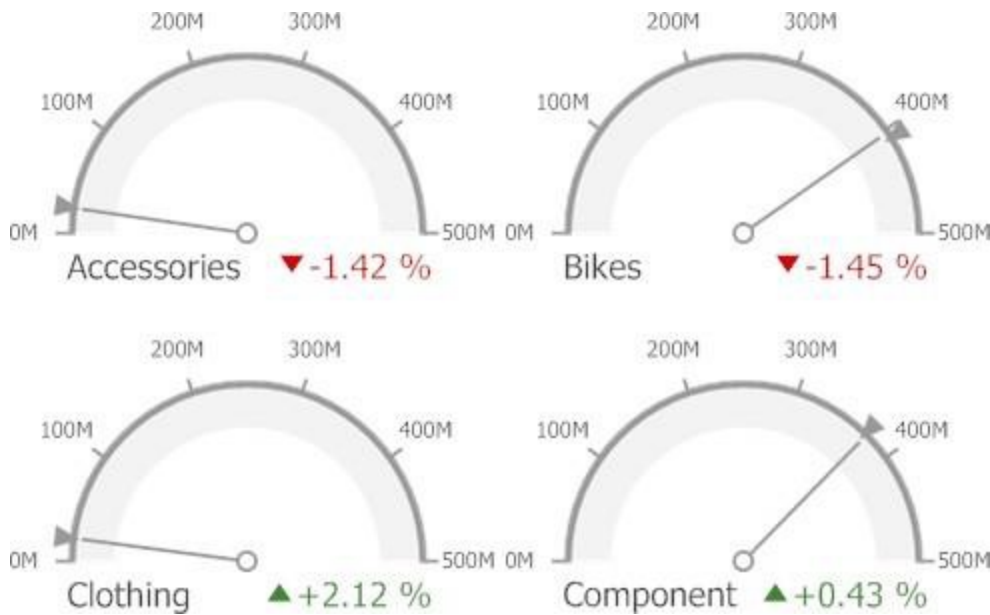 200M 300M 200M 300M
100M 400M 100M 400M
0M 500M 0M 500M
Accessories -1.42 % Bikes -1.45 %
200M 300M 200M 300M
100M 400M 100M 400M
0M 500M 0M 500M
Clothing +2.12 % Component +0.43 %